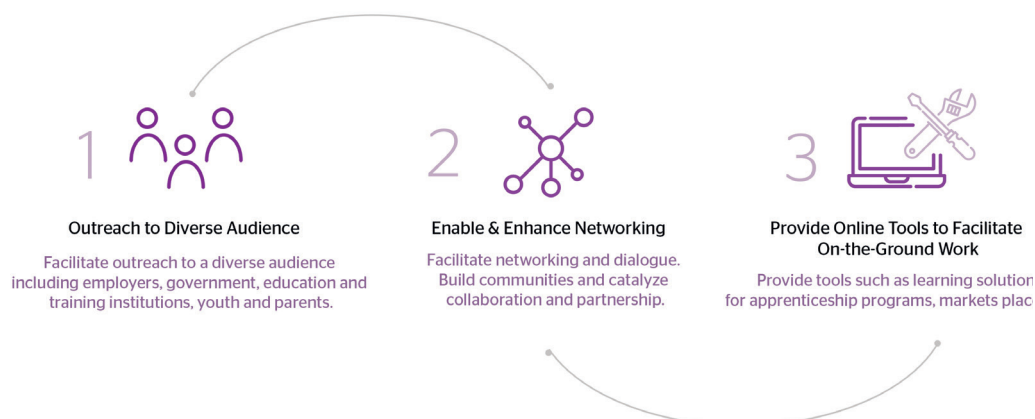 1
Outreach to Diverse Audience
Facilitate outreach to a diverse audience
including employers, government, education and
training institutions, youth and parents.
2
Enable & Enhance Networking
Facilitate networking and dialogue.
Build communities and catalyze
collaboration and partnership.
3
Provide Online Tools to Facilitate
On-the-Ground Work
Provide tools such as learning
for apprenticeship programs, markets